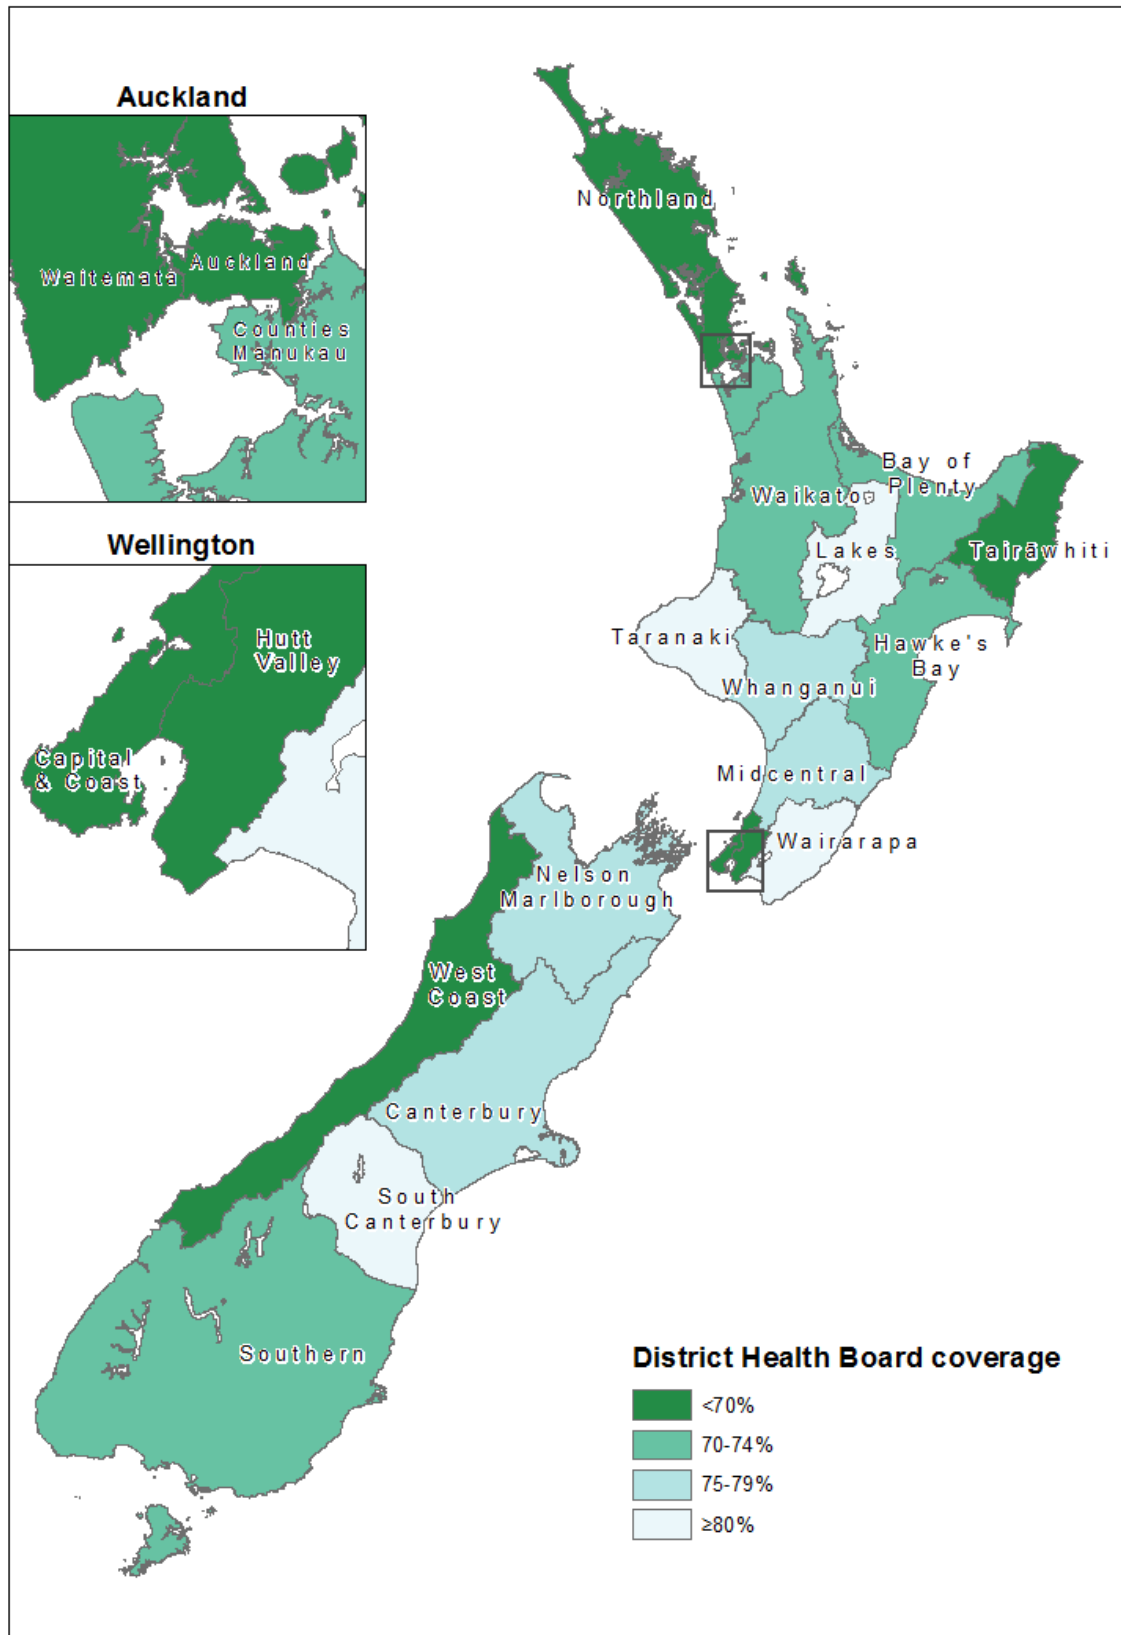 Auckland
Waitemata
Auckland
Counties
Manukau
Wellington
Hutt
Valley
Capital
& Coast
Northland
Bay of
Plenty
Waikato
Lakes
Tairāwhiti
Taranaki
Hawke's
Bay
Whanganui
Midcentral
Wairarapa
Nelson
Marlborough
West
Coast
Canterbury
South
Canterbury
Southern
District Health Board coverage
<70%
70-74%
75-79%
≥80%